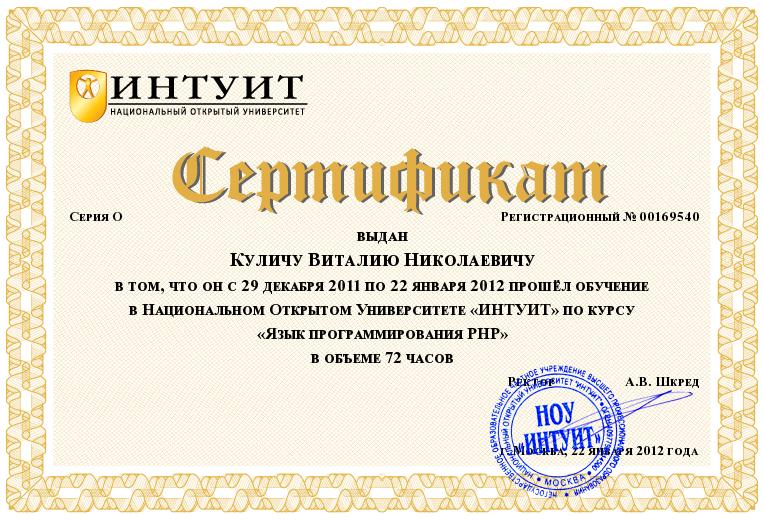 ИНТУИТ
НАЦИОНАЛЬНЫЙ ОТКРЫТЫЙ УНИВЕРСИТЕТ
Сертификат
Серия О Регистрационный № 00169540
выдан
Куличу Виталию Николаевичу
в том, что он с 29 декабря 2011 по 22 января 2012 прошёл обучение
в Национальном Открытом Университете «ИНТУИТ» по курсу
«Язык программирования PHP»
в объеме 72 часов
Ректор А.В. Шкред
г. Москва, 22 января 2012 года
НОУ
«ИНТУИТ»
* МОСКВА *
НАЦИОНАЛЬНЫЙ ОТКРЫТЫЙ УНИВЕРСИТЕТ "ИНТУИТ"
НЕГОСУДАРСТВЕННОЕ ОБРАЗОВАТЕЛЬНОЕ ЧАСТНОЕ УЧРЕЖДЕНИЕ ВЫСШЕГО ПРОФЕССИОНАЛЬНОГО ОБРАЗОВАНИЯ